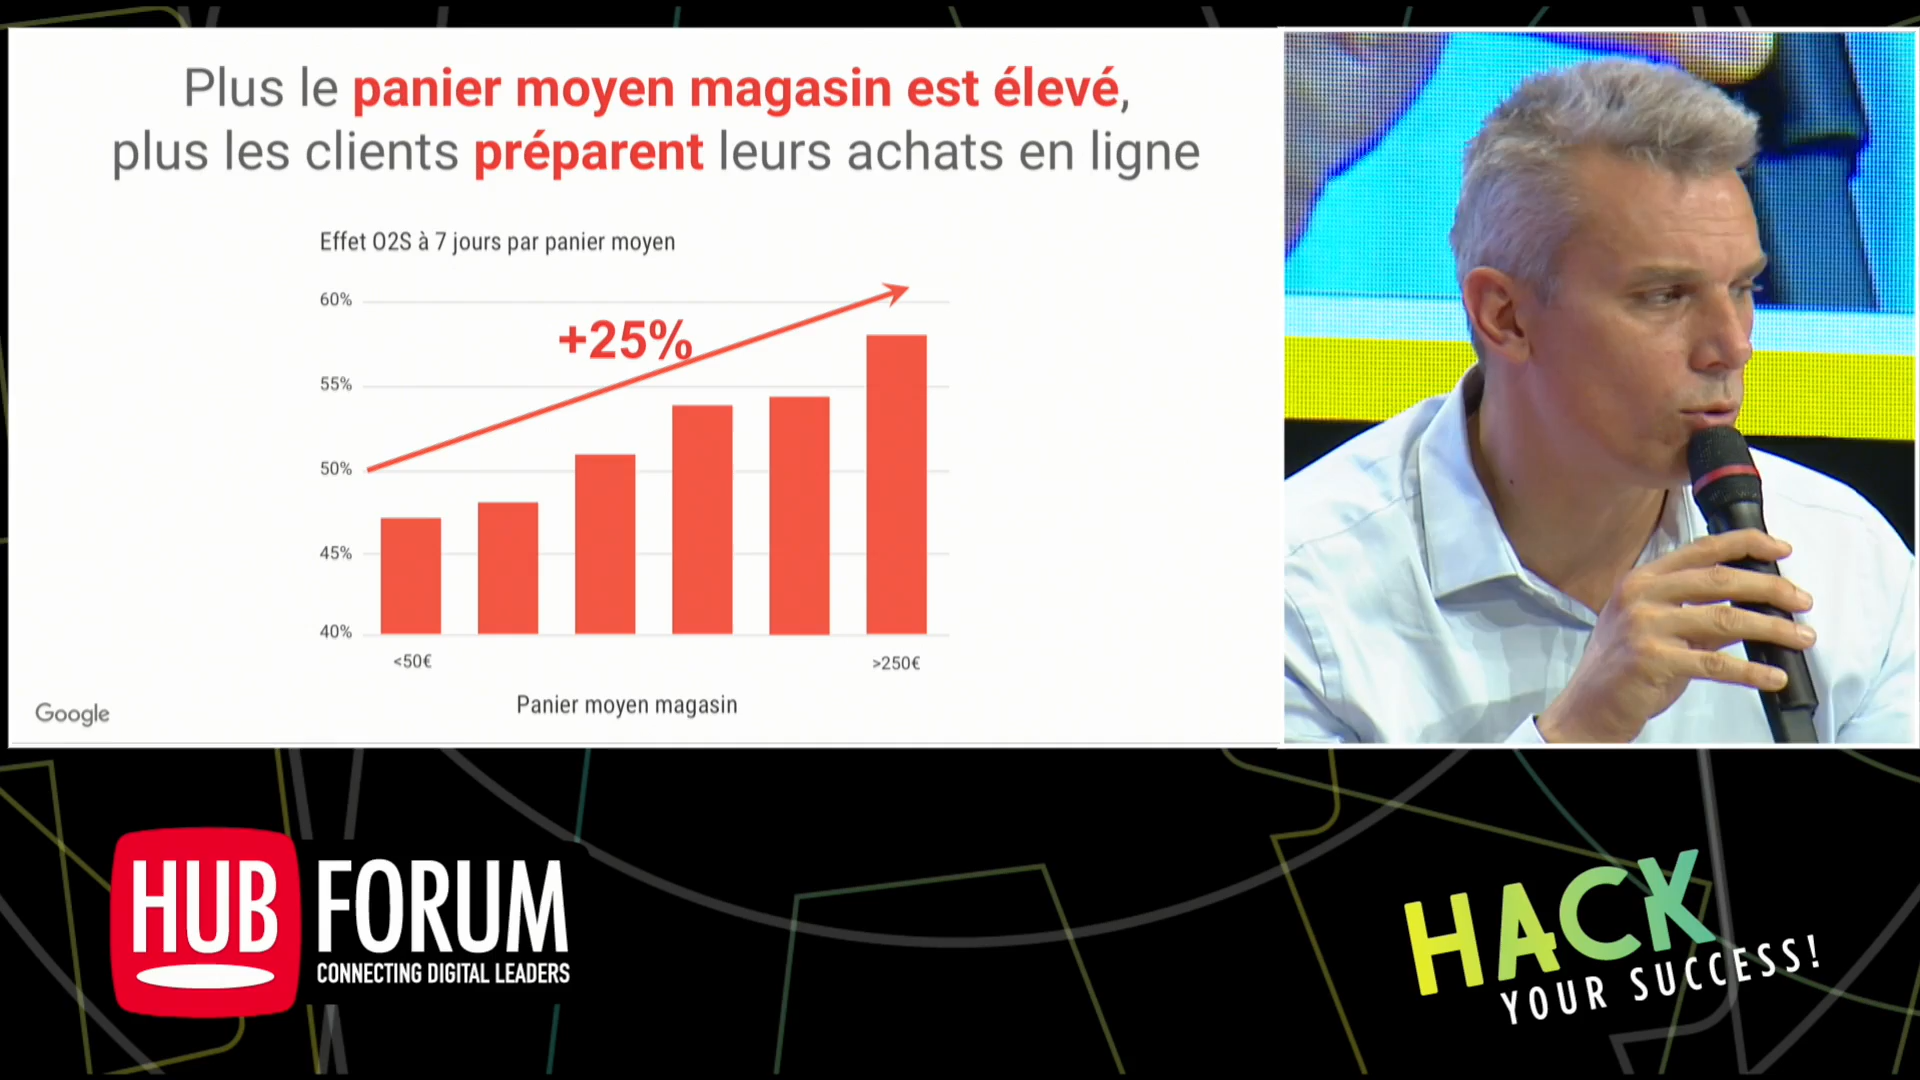 Plus le panier moyen magasin est élevé,
plus les clients préparent leurs achats en ligne
Effet O2S à 7 jours par panier moyen
60%
+25%
55%
50%
45%
40%
<50€
>250€
Panier moyen magasin
Google
HUB FORUM
CONNECTING DIGITAL LEADERS
HACK
YOUR SUCCESS!